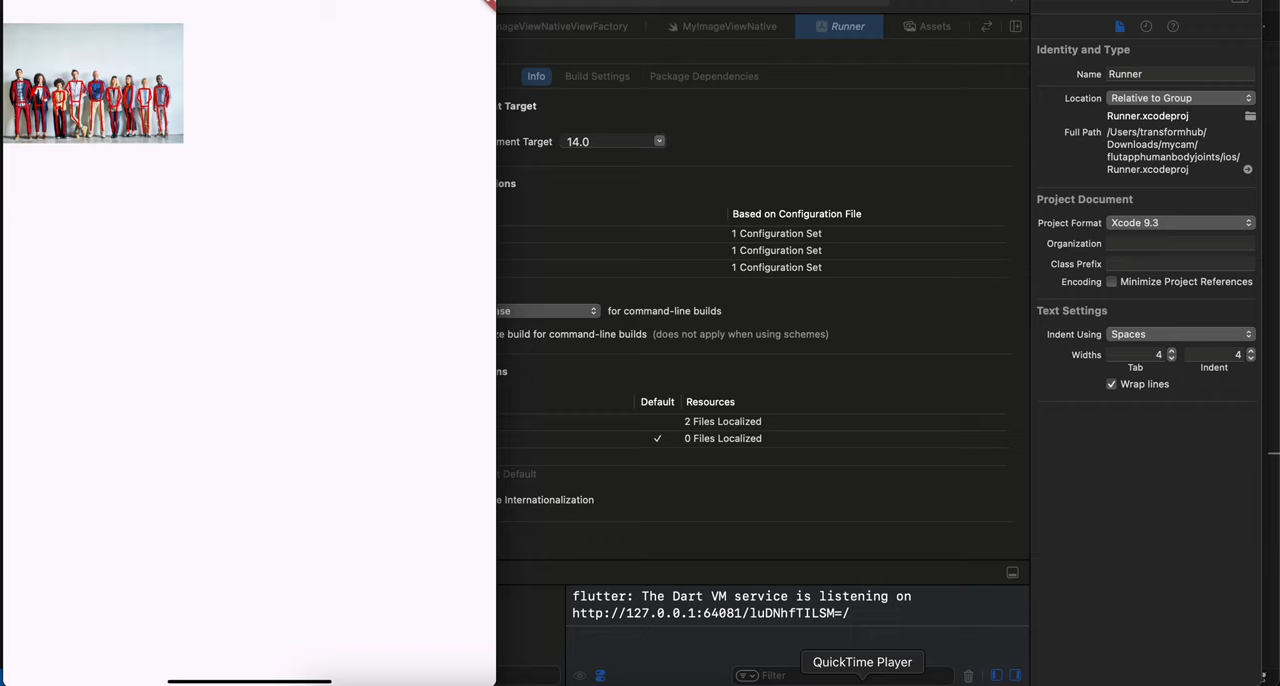 ageViewNativeViewFactory
MyImageViewNative
Runner
Assets
Info
Build Settings
Package Dependencies
t Target
ment Target
14.0
ions
Based on Configuration File
1 Configuration Set
1 Configuration Set
1 Configuration Set
se
for command-line builds
e build for command-line builds (does not apply when using schemes)
ns
Default
Resources
2 Files Localized
0 Files Localized
t Default
e Internationalization
flutter: The Dart VM service is listening on
http://127.0.0.1:64081/luDNhfTILSM=/
QuickTime Player
Filter
Identity and Type
Name
Runner
Location
Relative to Group
Runner.xcodeproj
Full Path
/Users/transformhub/
Downloads/mycam/
flutapphumanbodyjoints/ios/
Runner.xcodeproj
Project Document
Project Format
Xcode 9.3
Organization
Class Prefix
Encoding
Minimize Project References
Text Settings
Indent Using
Spaces
Widths
4
4
Tab
Indent
Wrap lines